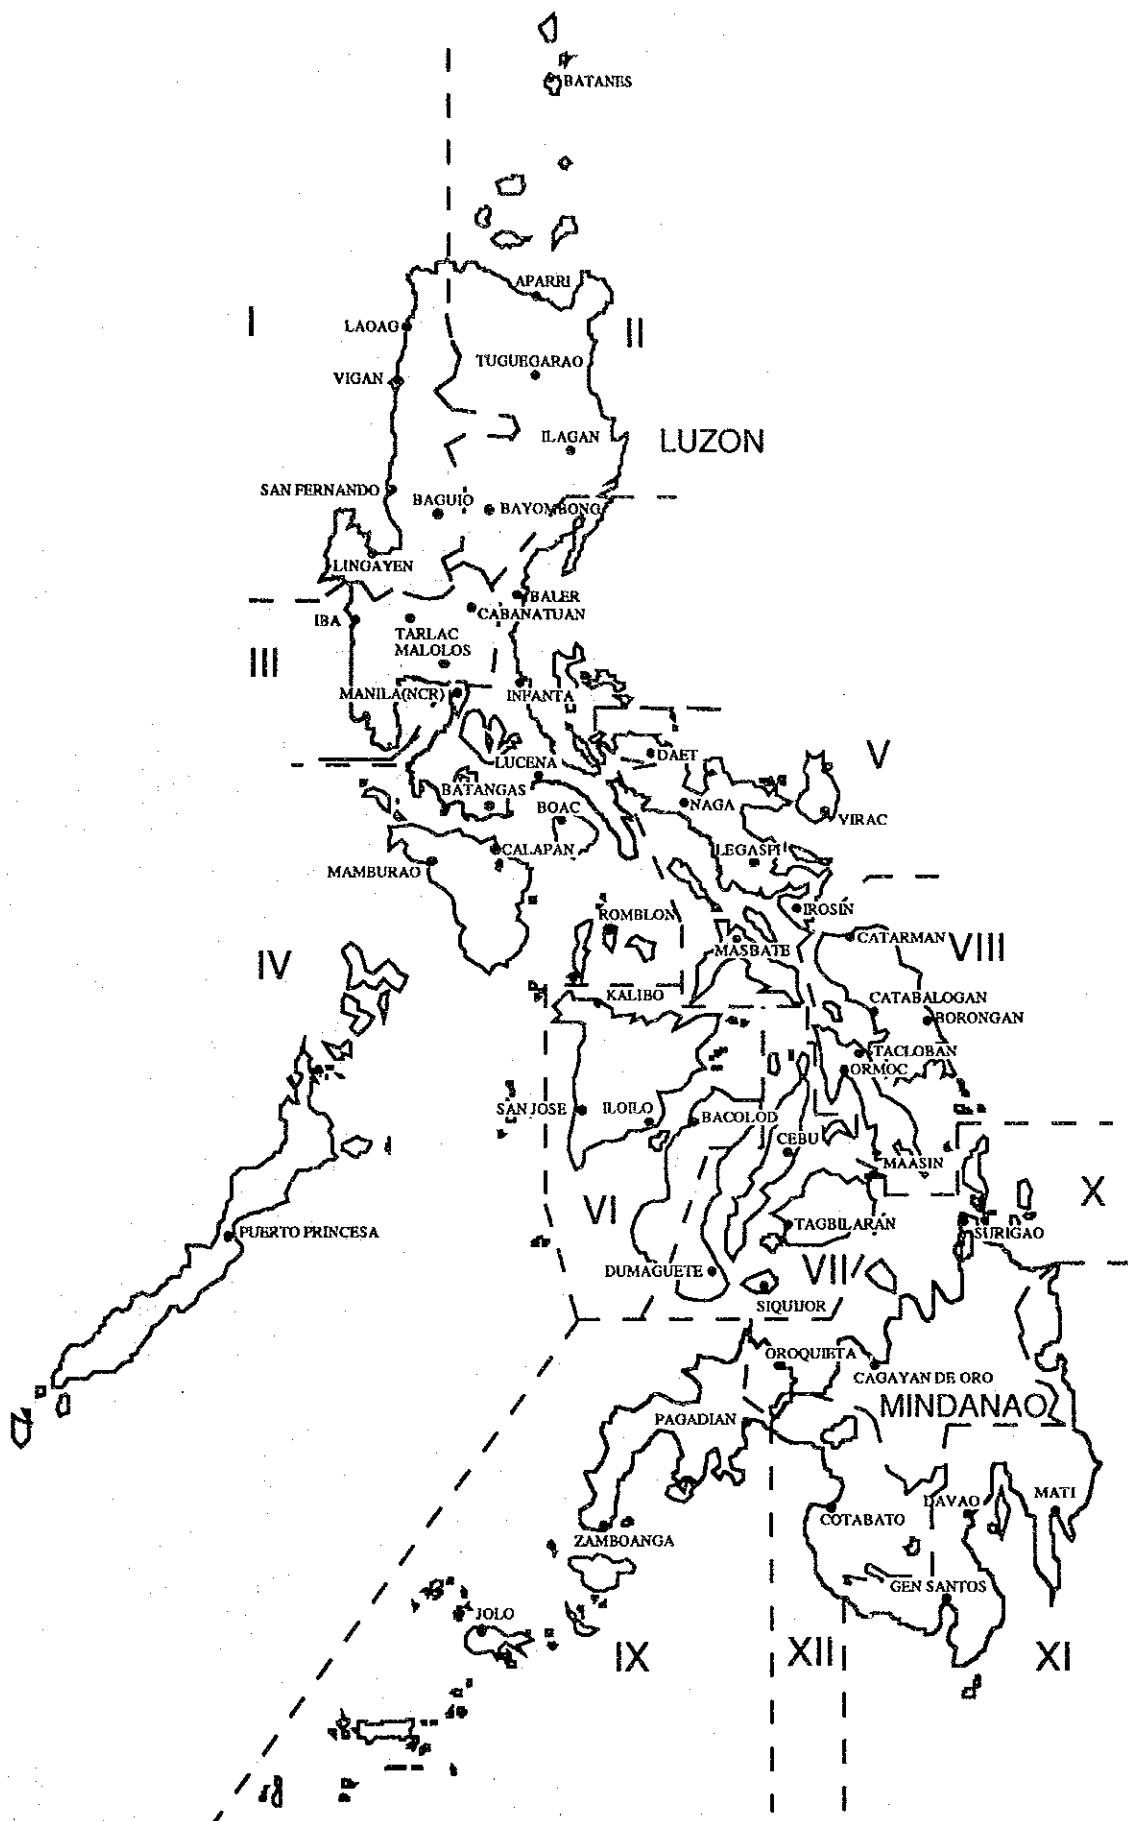 BATANES
APARRI
I
LAOAG
II
TUGUEGARAO
VIGAN
ILAGAN
LUZON
SAN FERNANDO
BAGUIO
BAYOMBONG
LINGAYEN
BALER
CABANATUAN
IBA
TARLAC
MALOLOS
III
MANILA(NCR)
INFANTA
DAET
V
LUCENA
BATANGAS
NAGA
BOAC
VIRAC
CALAPAN
LEGASPI
MAMBURAO
ROMBLON
IROSIN
MASBATE
CATARMAN
VIII
IV
KALIBO
CATABALOGAN
BORONGAN
TACLOBAN
ORMOC
SAN JOSE
ILOILO
BACOLOD
CEBU
MAASIN
X
VI
TAGBILARAN
SURIGAO
PUERTO PRINCESA
DUMAGUETE
VII
SIQUIJOR
OROQUIETA
CAGAYAN DE ORO
MINDANAO
PAGADIAN
COTABATO
DAVAO
MATI
ZAMBOANGA
GEN SANTOS
JOLO
IX
XII
XI